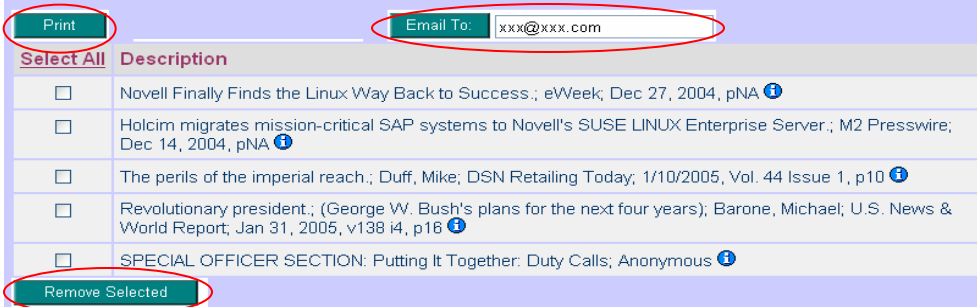 Print Email To: xxx@xxx.com
Select All Description
Novell Finally Finds the Linux Way Back to Success.; eWeek; Dec 27, 2004, pNA
Holcim migrates mission-critical SAP systems to Novell's SUSE LINUX Enterprise Server.; M2 Presswire;
Dec 14, 2004, pNA
The perils of the imperial reach.; Duff, Mike; DSN Retailing Today; 1/10/2005, Vol. 44 Issue 1, p10
Revolutionary president.; (George W. Bush's plans for the next four years); Barone, Michael; U.S. News &
World Report; Jan 31, 2005, v138 i4, p16
SPECIAL OFFICER SECTION: Putting It Together: Duty Calls; Anonymous
Remove Selected